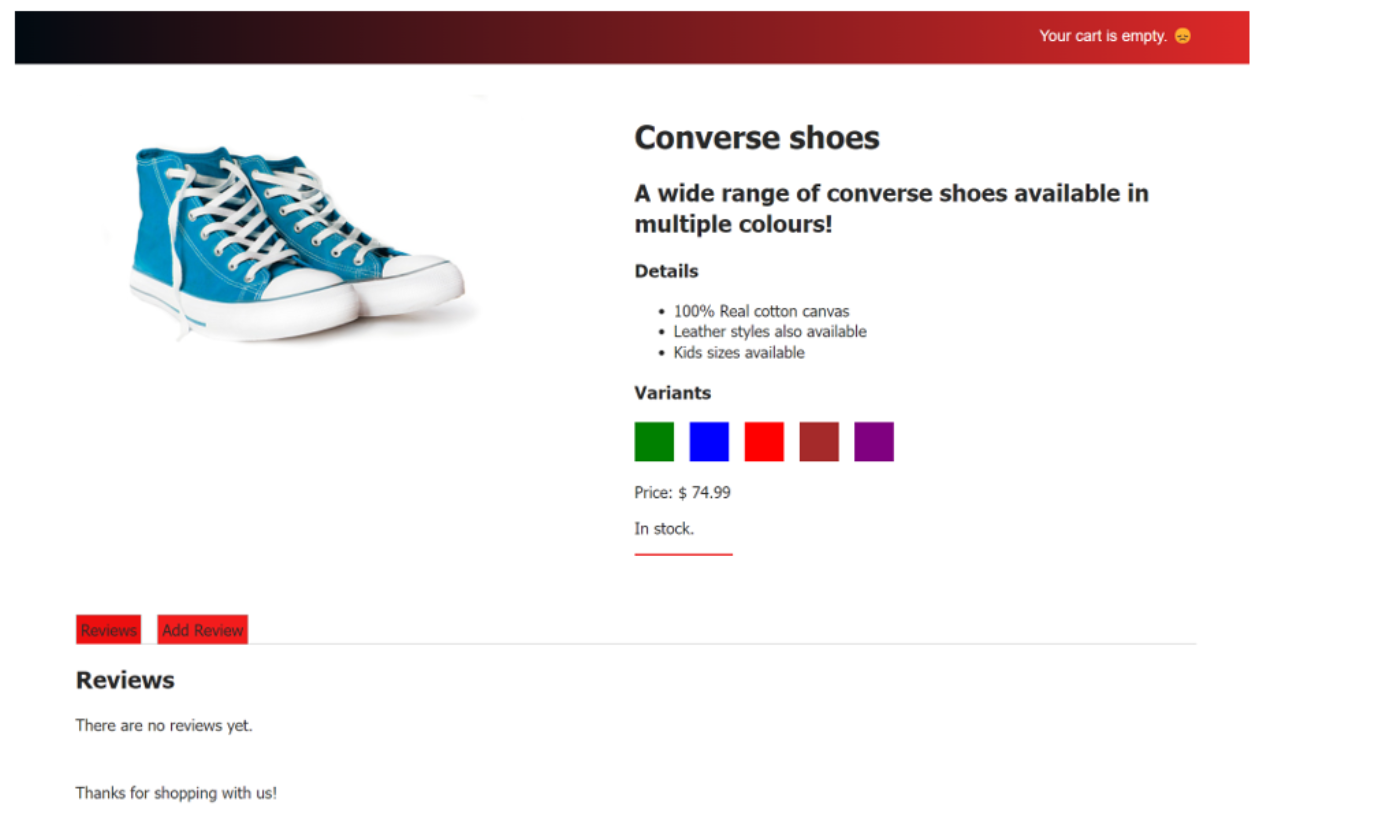 Your cart is empty. 😞
Converse shoes
A wide range of converse shoes available in
multiple colours!
Details
• 100% Real cotton canvas
• Leather styles also available
• Kids sizes available
Variants
Price: $ 74.99
In stock.
Reviews Add Review
Reviews
There are no reviews yet.
Thanks for shopping with us!